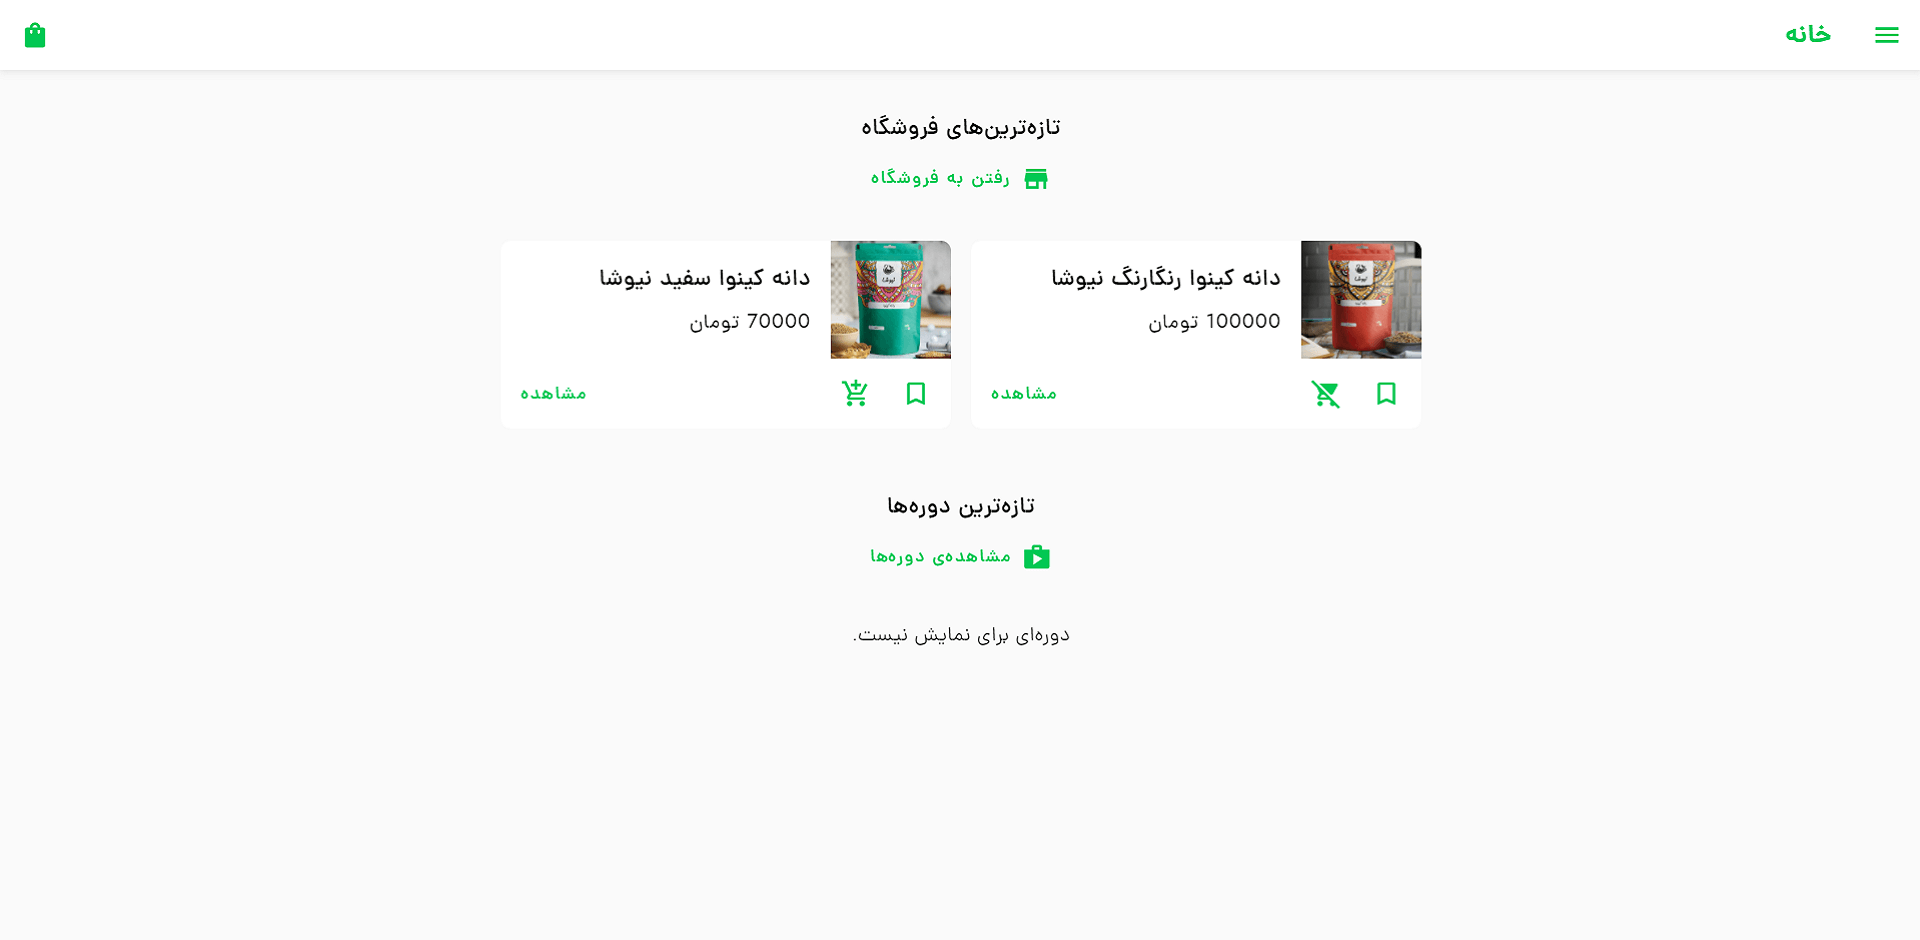 خانه
تازه‌ترین‌های فروشگاه
رفتن به فروشگاه
دانه کینوا رنگارنگ نیوشا
100000 تومان
مشاهده
دانه کینوا سفید نیوشا
70000 تومان
مشاهده
تازه‌ترین دوره‌ها
مشاهده‌ی دوره‌ها
دوره‌ای برای نمایش نیست.